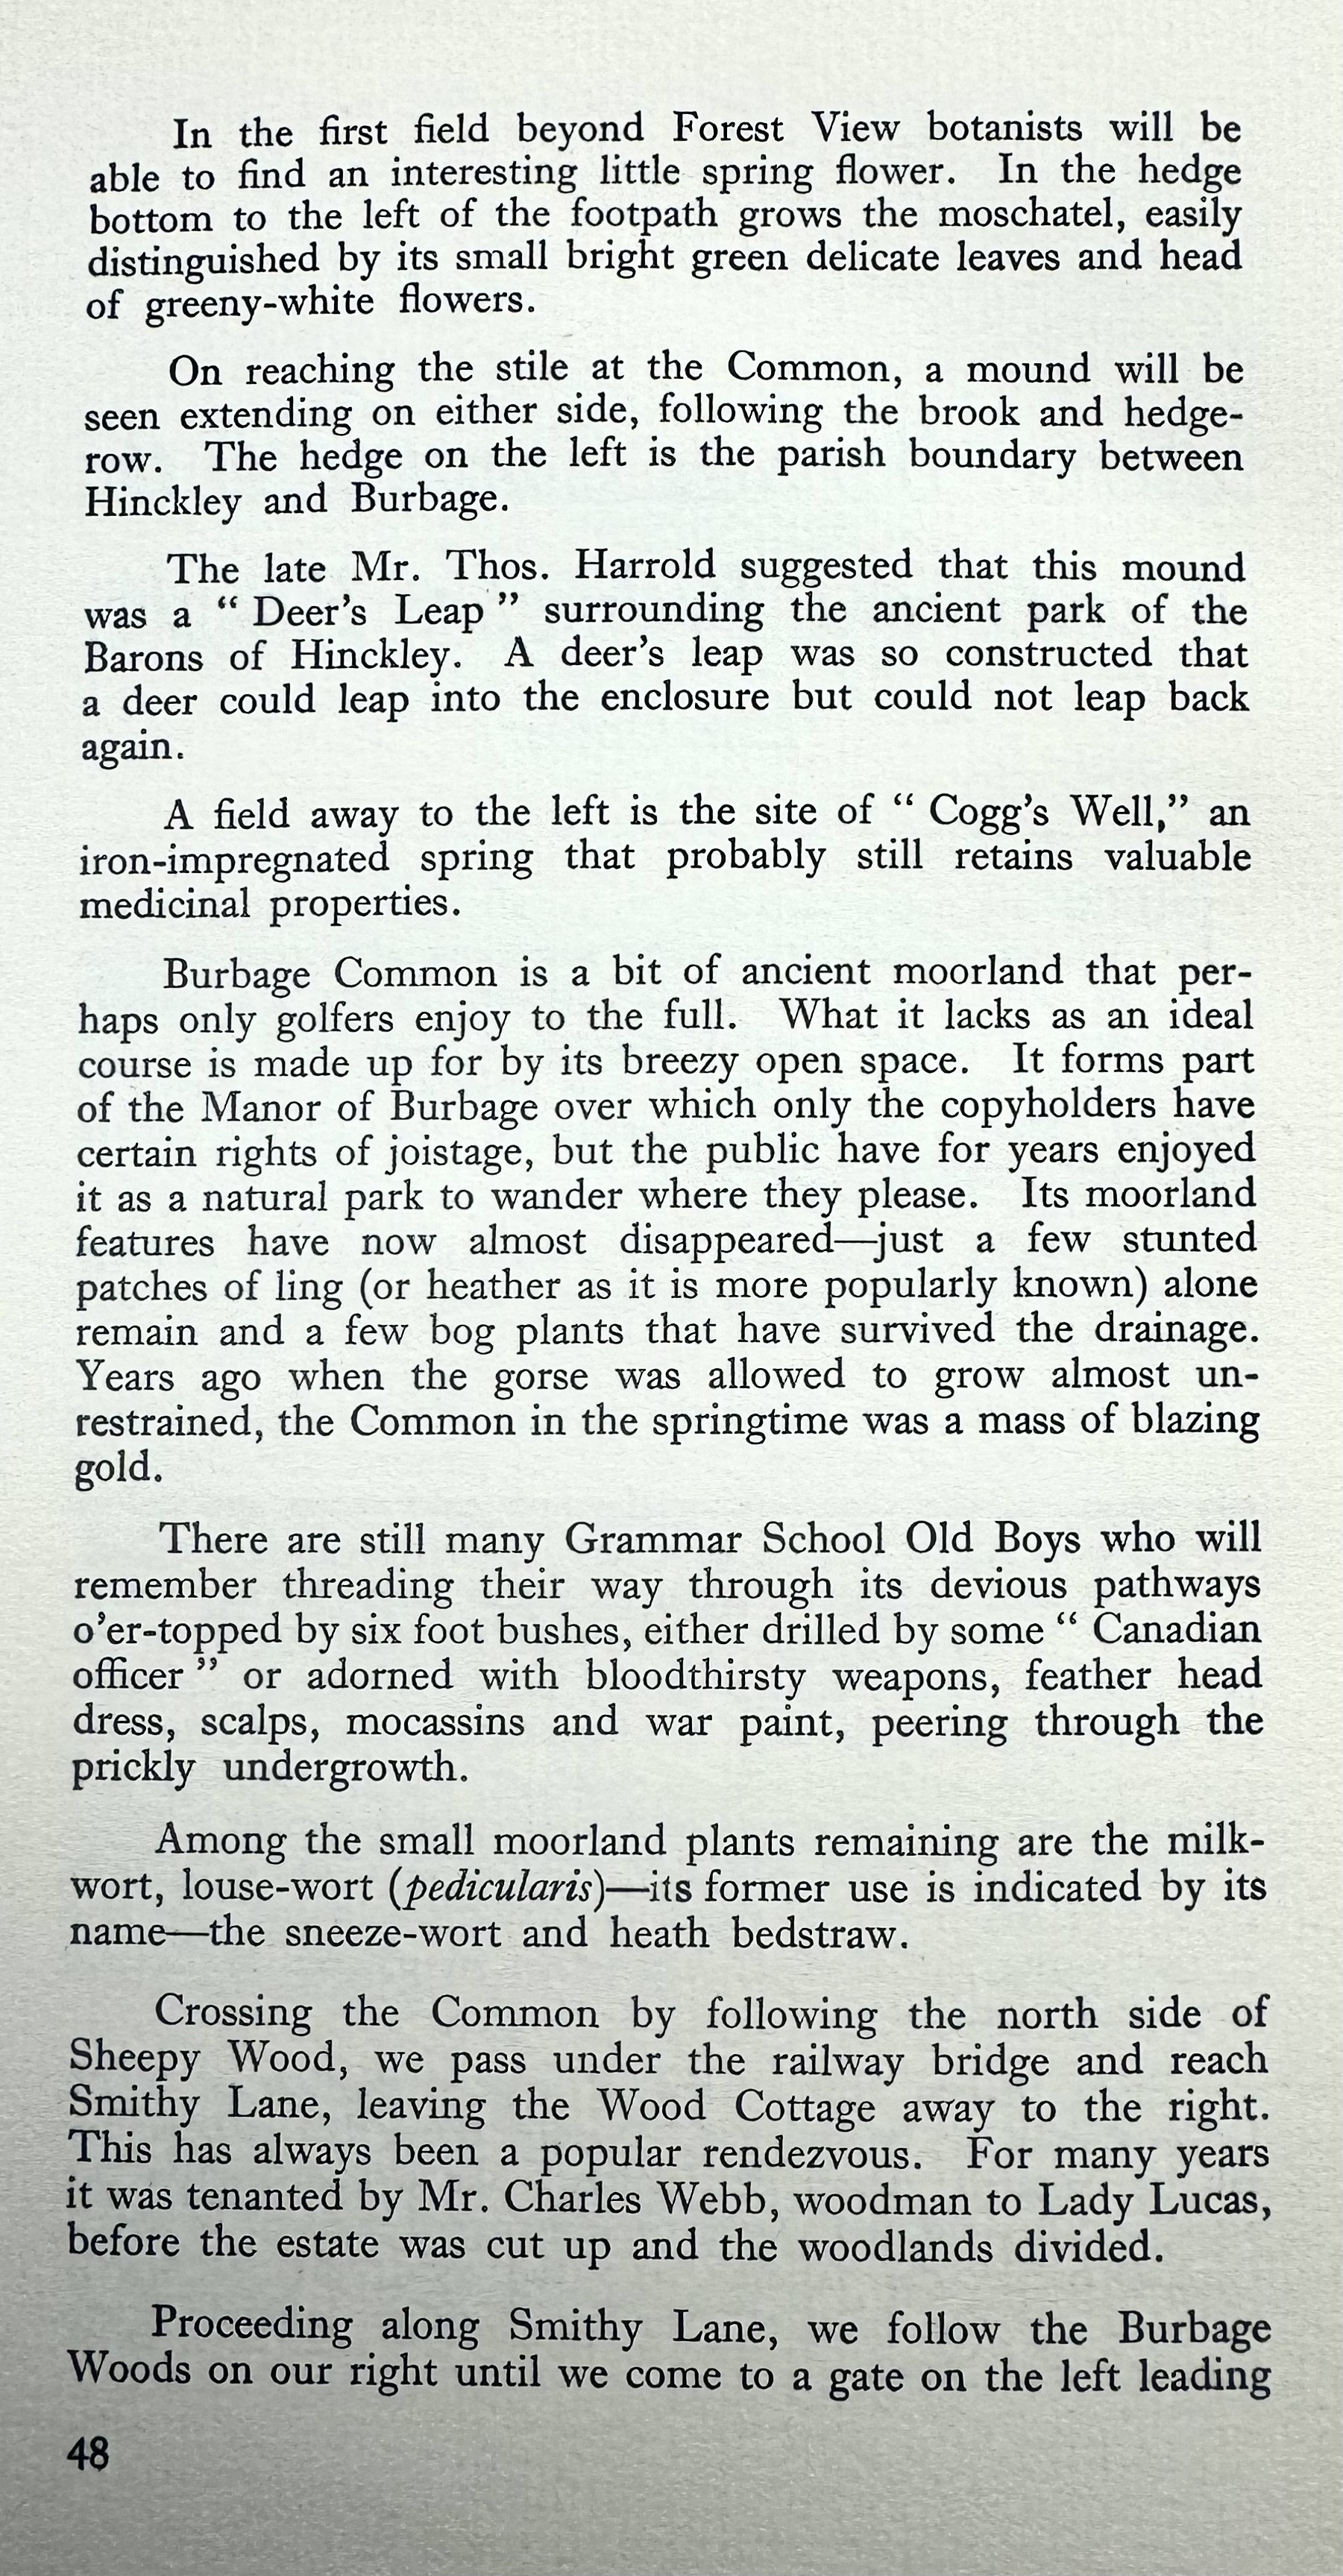 In the first field beyond Forest View botanists will be
able to find an interesting little spring flower. In the hedge
bottom to the left of the footpath grows the moschatel, easily
distinguished by its small bright green delicate leaves and head
of greeny-white flowers.
On reaching the stile at the Common, a mound will be
seen extending on either side, following the brook and hedge-
row. The hedge on the left is the parish boundary between
Hinckley and Burbage.
The late Mr. Thos. Harrold suggested that this mound
was a “ Deer’s Leap ” surrounding the ancient park of the
Barons of Hinckley. A deer’s leap was so constructed that
a deer could leap into the enclosure but could not leap back
again.
A field away to the left is the site of “ Cogg’s Well,” an
iron-impregnated spring that probably still retains valuable
medicinal properties.
Burbage Common is a bit of ancient moorland that per-
haps only golfers enjoy to the full. What it lacks as an ideal
course is made up for by its breezy open space. It forms part
of the Manor of Burbage over which only the copyholders have
certain rights of joistage, but the public have for years enjoyed
it as a natural park to wander where they please. Its moorland
features have now almost disappeared—just a few stunted
patches of ling (or heather as it is more popularly known) alone
remain and a few bog plants that have survived the drainage.
Years ago when the gorse was allowed to grow almost un-
restrained, the Common in the springtime was a mass of blazing
gold.
There are still many Grammar School Old Boys who will
remember threading their way through its devious pathways
o’er-topped by six foot bushes, either drilled by some “ Canadian
officer ” or adorned with bloodthirsty weapons, feather head
dress, scalps, mocassins and war paint, peering through the
prickly undergrowth.
Among the small moorland plants remaining are the milk-
wort, louse-wort (pedicularis)—its former use is indicated by its
name—the sneeze-wort and heath bedstraw.
Crossing the Common by following the north side of
Sheepy Wood, we pass under the railway bridge and reach
Smithy Lane, leaving the Wood Cottage away to the right.
This has always been a popular rendezvous. For many years
it was tenanted by Mr. Charles Webb, woodman to Lady Lucas,
before the estate was cut up and the woodlands divided.
Proceeding along Smithy Lane, we follow the Burbage
Woods on our right until we come to a gate on the left leading
48